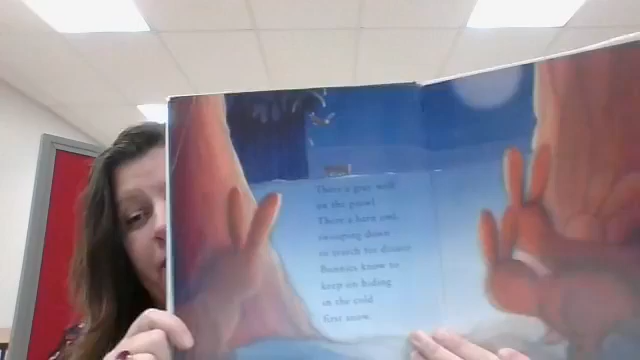 There's a gray wolf
on the prowl.
There's a barn owl,
swooping down
to search for dinner.
Bunnies know to
keep on hiding
in the cold
first snow.